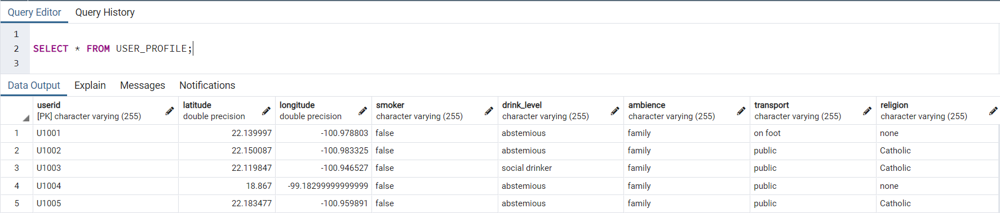 Query Editor Query History
1
2 SELECT * FROM USER_PROFILE;
3
Data Output Explain Messages Notifications
userid latitude longitude smoker drink_level ambience transport religion
[PK] character varying (255) double precision double precision character varying (255) character varying (255) character varying (255) character varying (255) character varying (255)
1 U1001 22.139997 -100.978803 false abstemious family on foot none
2 U1002 22.150087 -100.983325 false abstemious family public Catholic
3 U1003 22.119847 -100.946527 false social drinker family public Catholic
4 U1004 18.867 -99.18299999999999 false abstemious family public none
5 U1005 22.183477 -100.959891 false abstemious family public Catholic